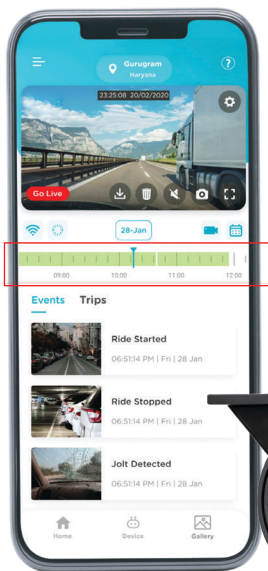 Gurugram
?
Haryana
23:25:08 20/02/2020
Go Live
28-Jan
09:00 10:00 11:00 12:00
Events Trips
Ride Started
06:51:14 PM | Fri | 28 Jan
Ride Stopped
06:51:14 PM | Fri | 28 Jan
Jolt Detected
06:51:14 PM | Fri | 28 Jan
Home Device Gallery